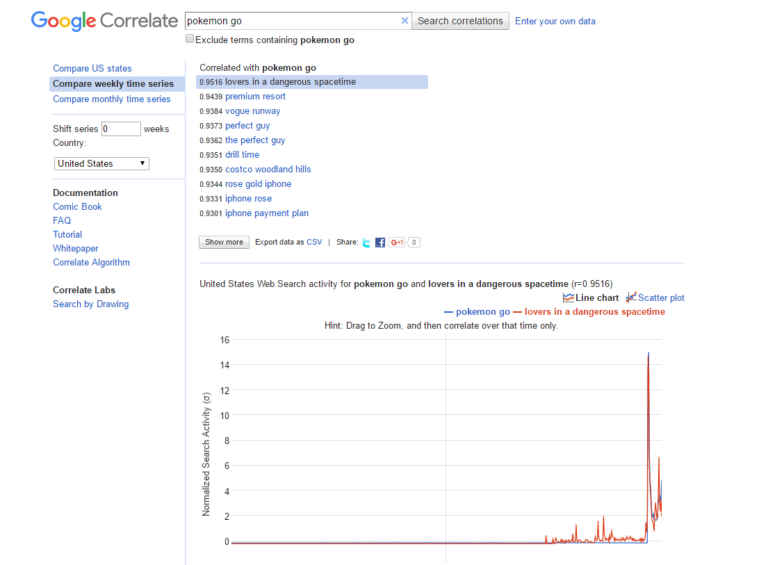 Google Correlate pokemon go × Search correlations Enter your own data
Exclude terms containing pokemon go
Compare US states
Compare weekly time series
Compare monthly time series
Shift series 0 weeks
Country:
United States
Documentation
Comic Book
FAQ
Tutorial
Whitepaper
Correlate Algorithm
Correlate Labs
Search by Drawing
Correlated with pokemon go
0.9516 lovers in a dangerous spacetime
0.9439 premium resort
0.9384 vogue runway
0.9373 perfect guy
0.9362 the perfect guy
0.9351 drill time
0.9350 costco woodland hills
0.9344 rose gold iphone
0.9331 iphone rose
0.9301 iphone payment plan
Show more Export data as CSV | Share: G+1 0
United States Web Search activity for pokemon go and lovers in a dangerous spacetime (r=0.9516)
Line chart Scatter plot
pokemon go lovers in a dangerous spacetime
Hint: Drag to Zoom, and then correlate over that time only.
Normalized Search Activity (σ)
16
14
12
10
8
6
4
2
0